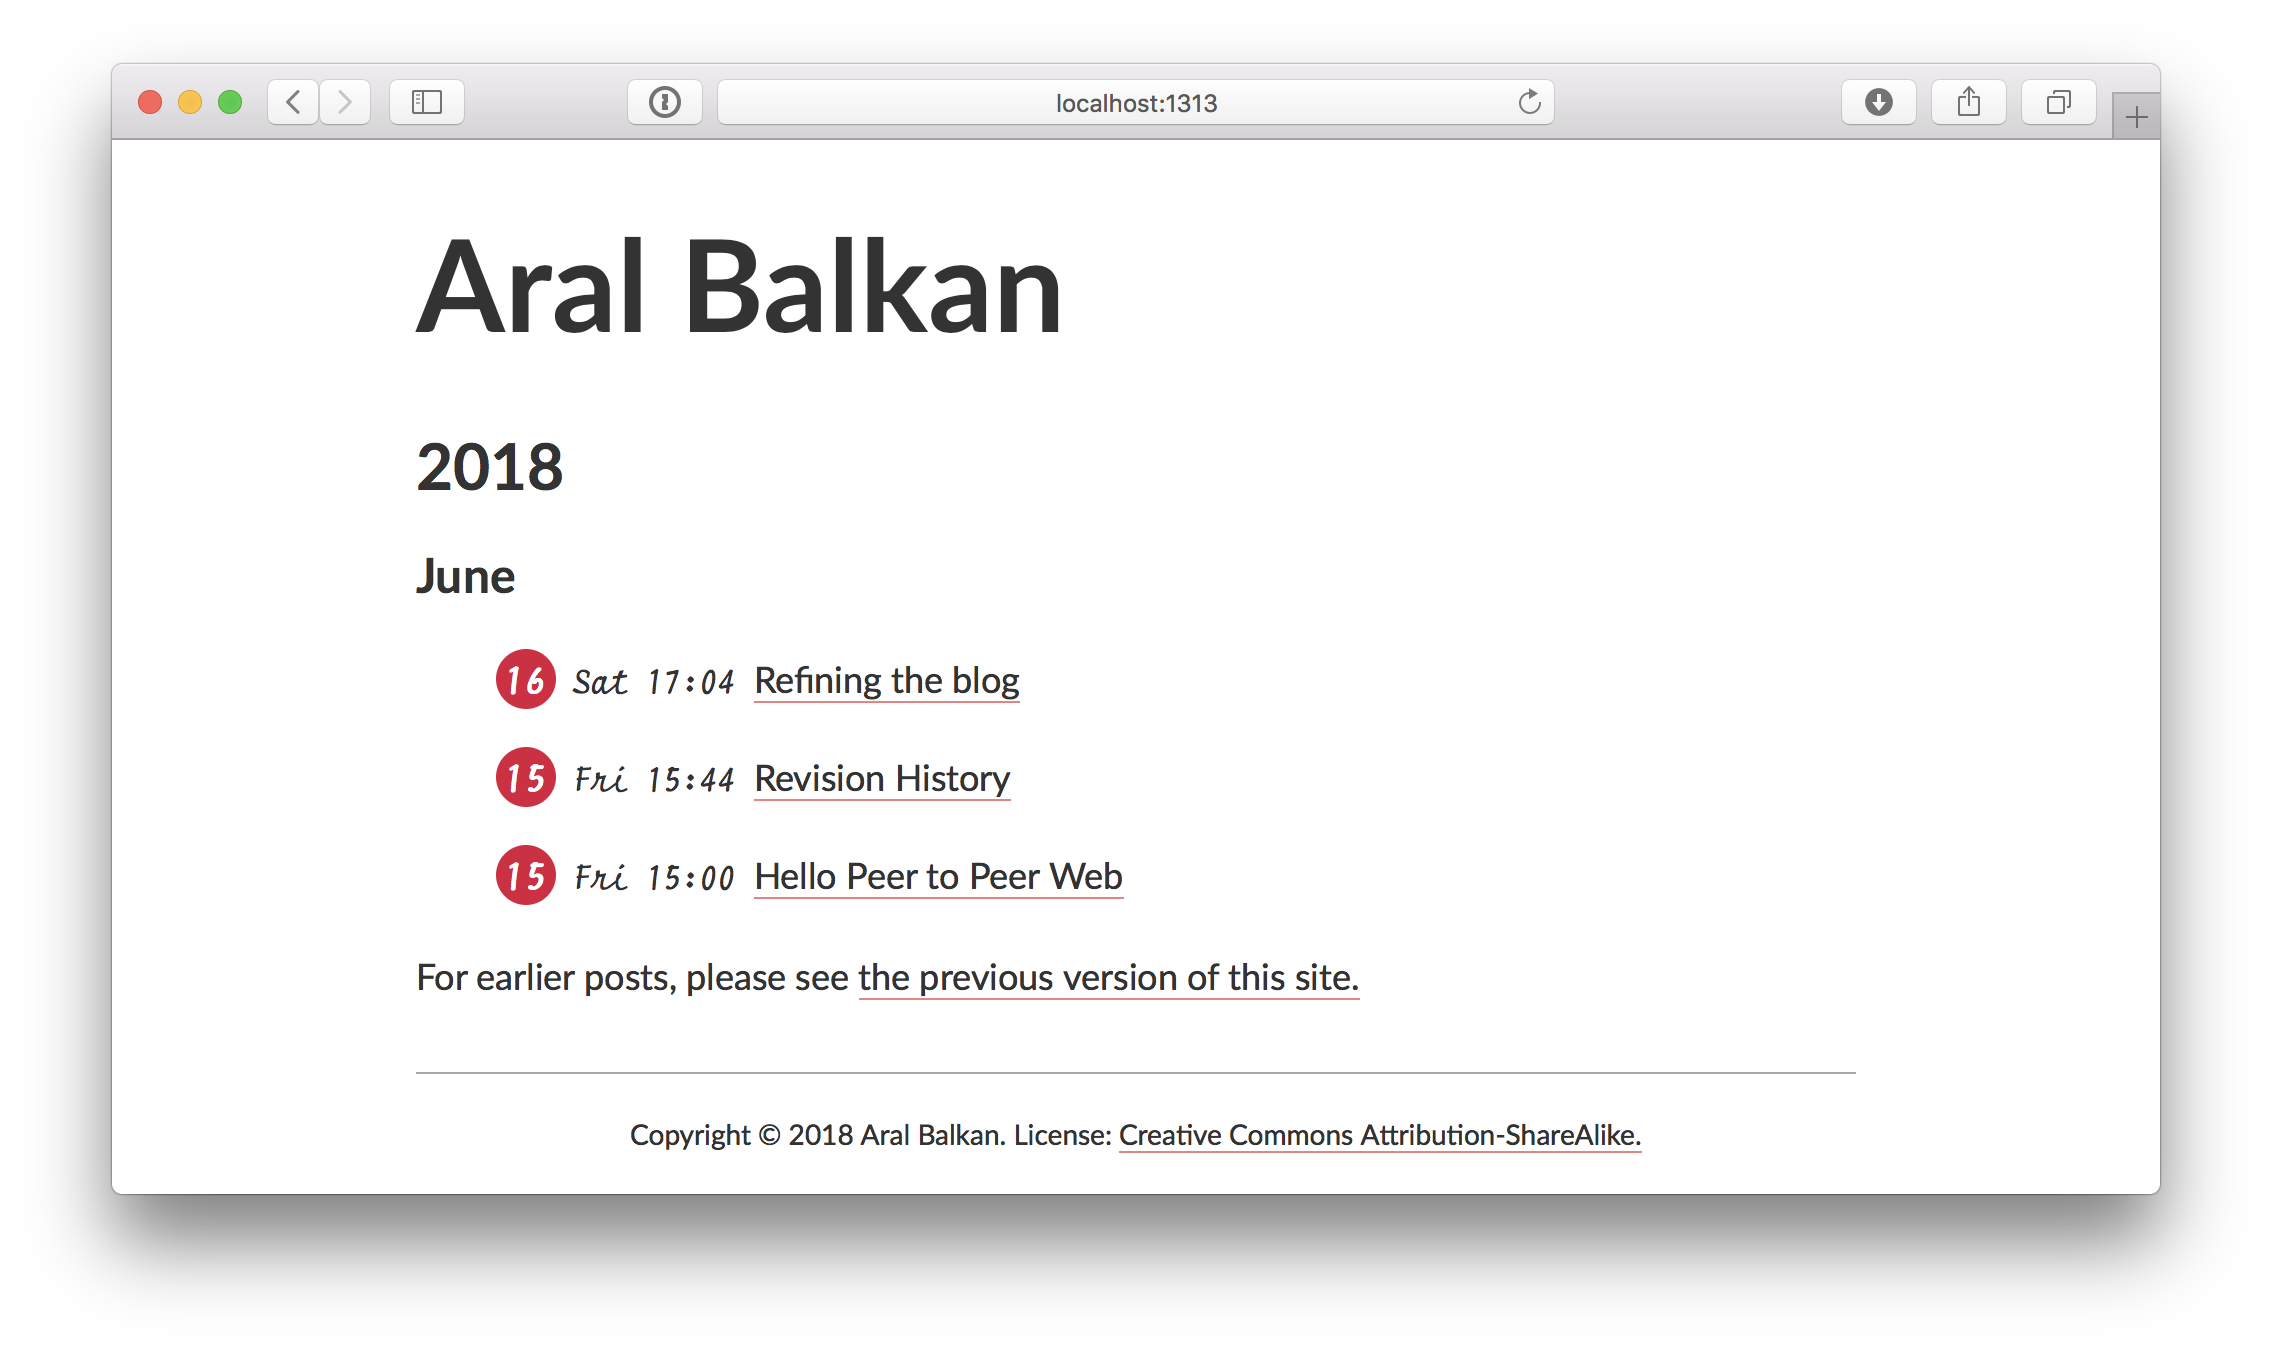 localhost:1313
Aral Balkan
2018
June
16 Sat 17:04 Refining the blog
15 Fri 15:44 Revision History
15 Fri 15:00 Hello Peer to Peer Web
For earlier posts, please see the previous version of this site.
Copyright © 2018 Aral Balkan. License: Creative Commons Attribution-ShareAlike.